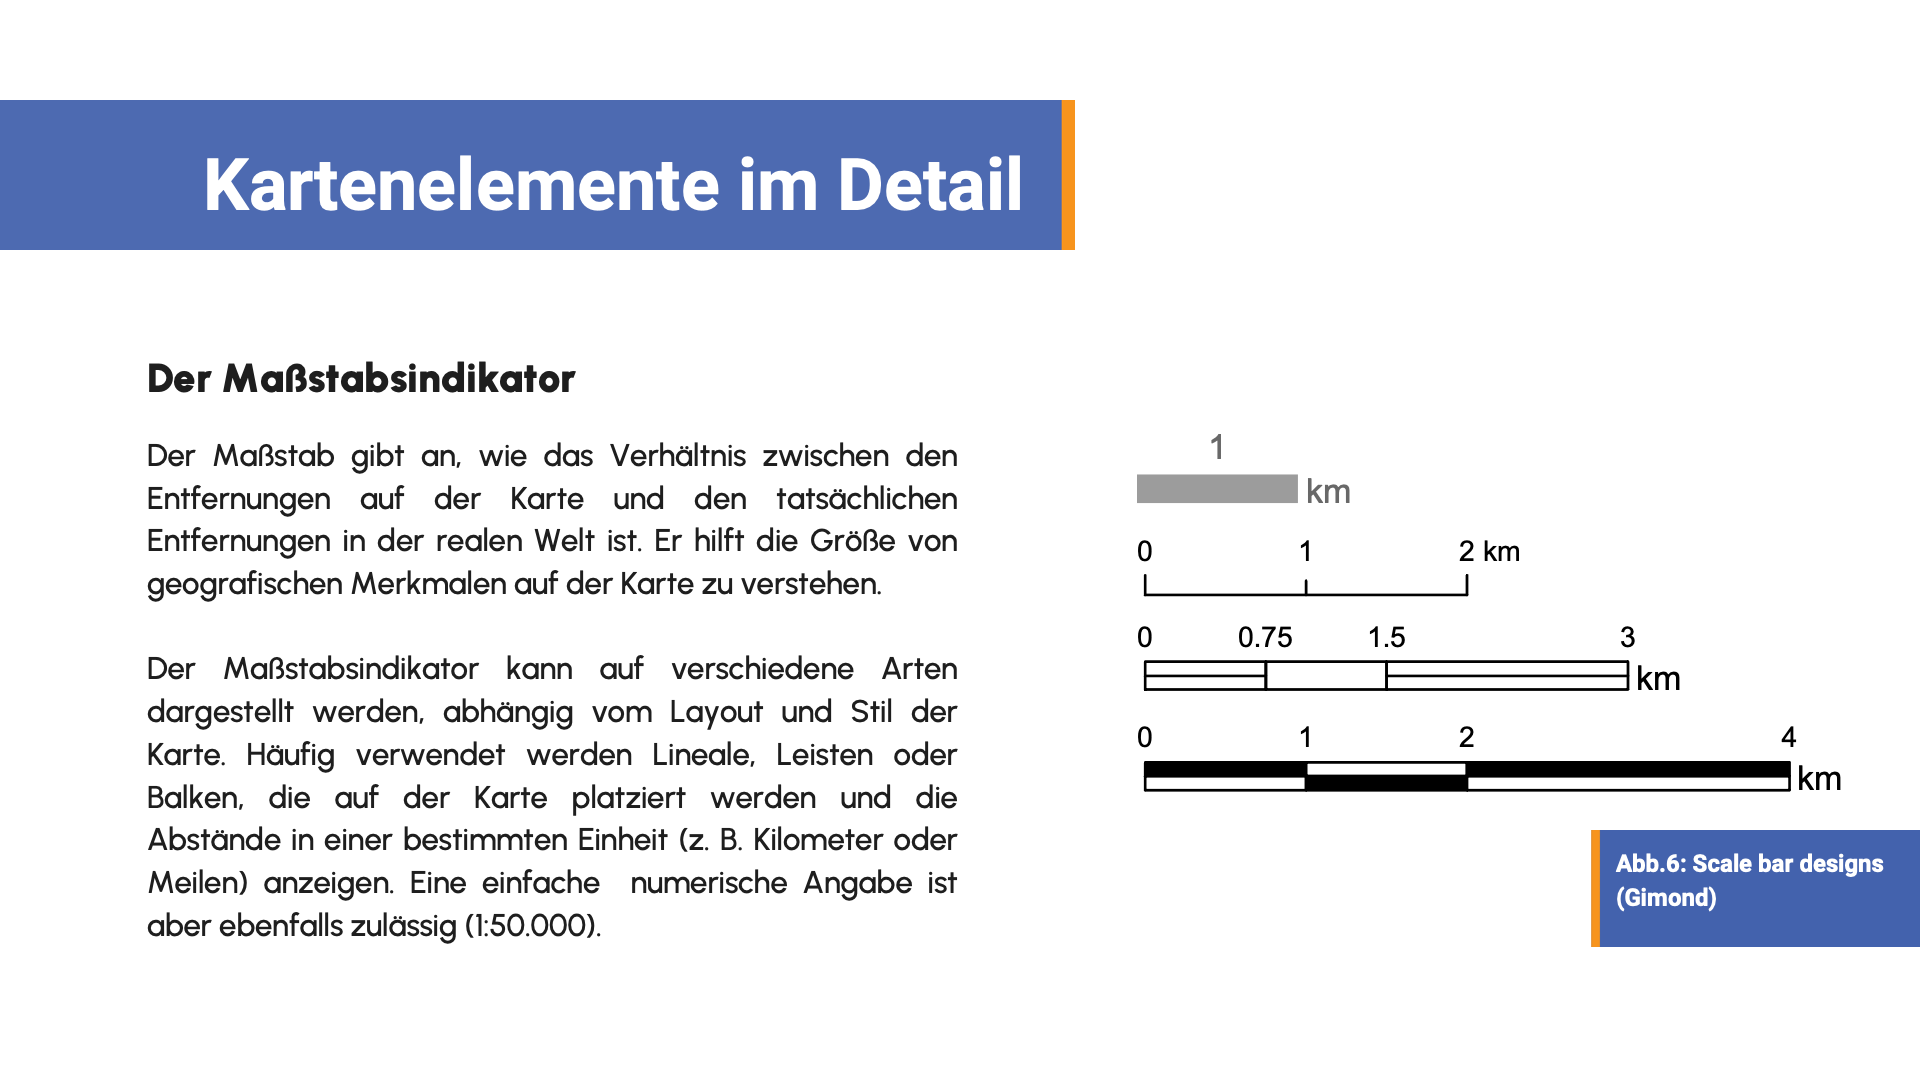 Kartenelemente im Detail
Der Maßstabsindikator
Der Maßstab gibt an, wie das Verhältnis zwischen den
Entfernungen auf der Karte und den tatsächlichen
Entfernungen in der realen Welt ist. Er hilft die Größe von
geografischen Merkmalen auf der Karte zu verstehen.
Der Maßstabsindikator kann auf verschiedene Arten
dargestellt werden, abhängig vom Layout und Stil der
Karte. Häufig verwendet werden Lineale, Leisten oder
Balken, die auf der Karte platziert werden und die
Abstände in einer bestimmten Einheit (z. B. Kilometer oder
Meilen) anzeigen. Eine einfache numerische Angabe ist
aber ebenfalls zulässig (1:50.000).
1
km
0 1 2 km
0 0.75 1.5 3
km
0 1 2 4
km
Abb.6: Scale bar designs
(Gimond)